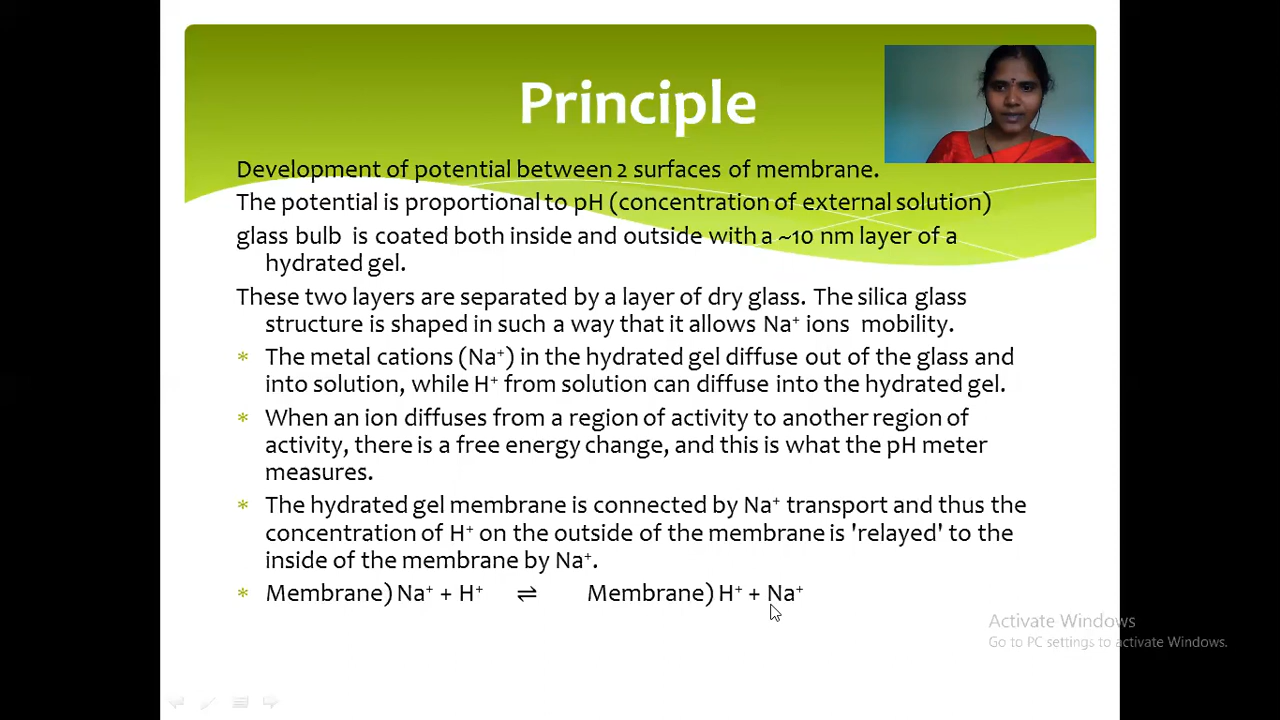 Principle
Development of potential between 2 surfaces of membrane.
The potential is proportional to pH (concentration of external solution)
glass bulb is coated both inside and outside with a ~10 nm layer of a
hydrated gel.
These two layers are separated by a layer of dry glass. The silica glass
structure is shaped in such a way that it allows Na⁺ ions mobility.
* The metal cations (Na⁺) in the hydrated gel diffuse out of the glass and
into solution, while H⁺ from solution can diffuse into the hydrated gel.
* When an ion diffuses from a region of activity to another region of
activity, there is a free energy change, and this is what the pH meter
measures.
* The hydrated gel membrane is connected by Na⁺ transport and thus the
concentration of H⁺ on the outside of the membrane is 'relayed' to the
inside of the membrane by Na⁺.
* Membrane) Na⁺ + H⁺ ⇌ Membrane) H⁺ + Na⁺
Activate Windows
Go to PC settings to activate Windows.